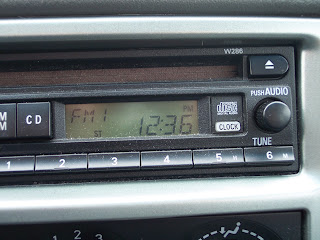 W286
PUSH AUDIO
FM1
PM
ST
12:36
CD
COMPACT
disc
DIGITAL AUDIO
CLOCK
TUNE
1 2 3 4 5 6